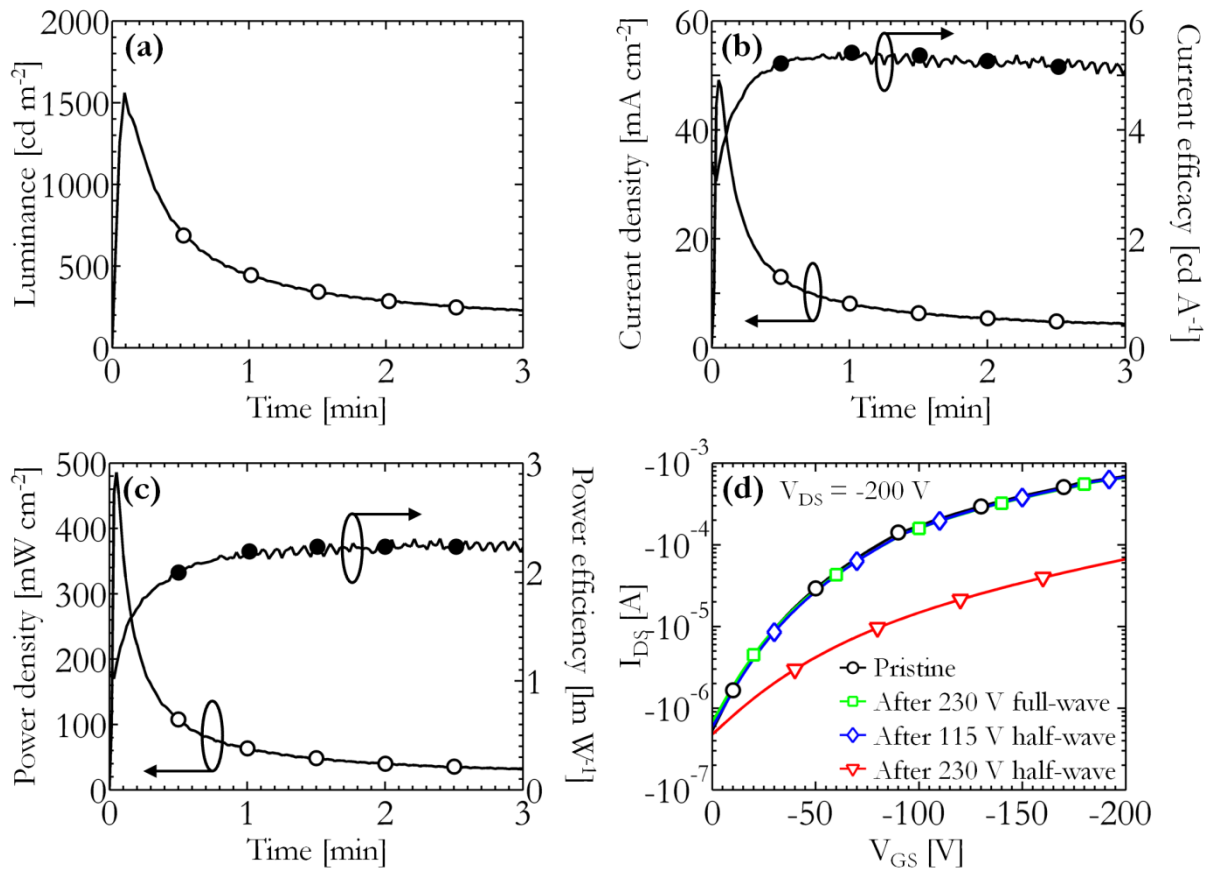 (a)
2000
1500
1000
500
0
Luminance [cd m⁻²]
0 1 2 3
Time [min]
(b)
60
40
20
0
Current density [mA cm⁻²]
6
4
2
0
Current efficacy [cd A⁻¹]
0 1 2 3
Time [min]
(c)
500
400
300
200
100
0
Power density [mW cm⁻²]
3
2
1
0
Power efficiency [lm W⁻¹]
0 1 2 3
Time [min]
(d) V_DS = -200 V
-10⁻³
-10⁻⁴
-10⁻⁵
-10⁻⁶
-10⁻⁷
I_DS [A]
Pristine
After 230 V full-wave
After 115 V half-wave
After 230 V half-wave
0 -50 -100 -150 -200
V_GS [V]